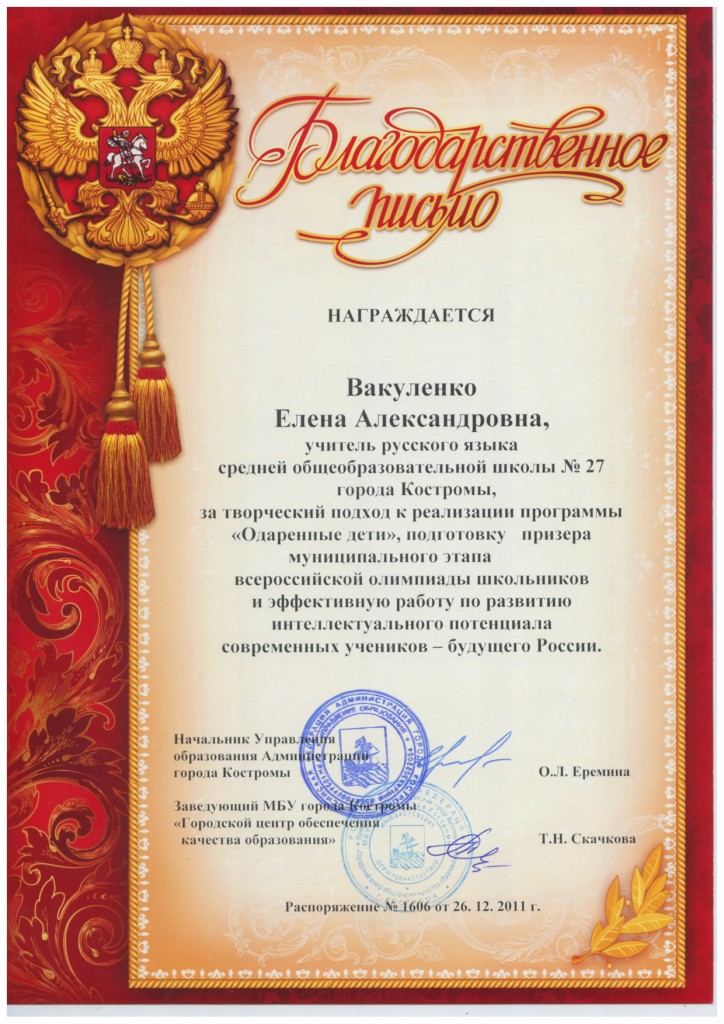 Благодарственное
письмо
НАГРАЖДАЕТСЯ
Вакуленко
Елена Александровна,
учитель русского языка
средней общеобразовательной школы № 27
города Костромы,
за творческий подход к реализации программы
«Одаренные дети», подготовку призера
муниципального этапа
всероссийской олимпиады школьников
и эффективную работу по развитию
интеллектуального потенциала
современных учеников – будущего России.
Начальник Управления
образования Администрации
города Костромы
О.Л. Еремина
Заведующий МБУ города Костромы
«Городской центр обеспечения
качества образования»
Т.Н. Скачкова
Распоряжение № 1606 от 26. 12. 2011 г.